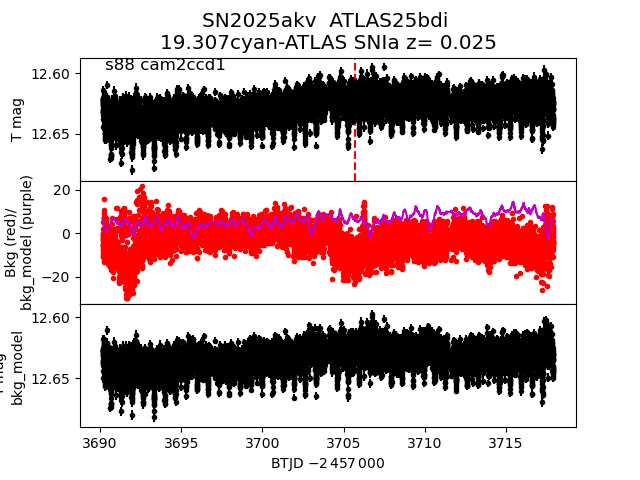 SN2025akv  ATLAS25bdi
19.307cyan-ATLAS SNIa z= 0.025
s88 cam2ccd1
12.60
12.65
T mag
20
0
−20
Bkg (red)/
bkg_model (purple)
12.60
12.65
bkg_model
3690
3695
3700
3705
3710
3715
BTJD −2 457 000